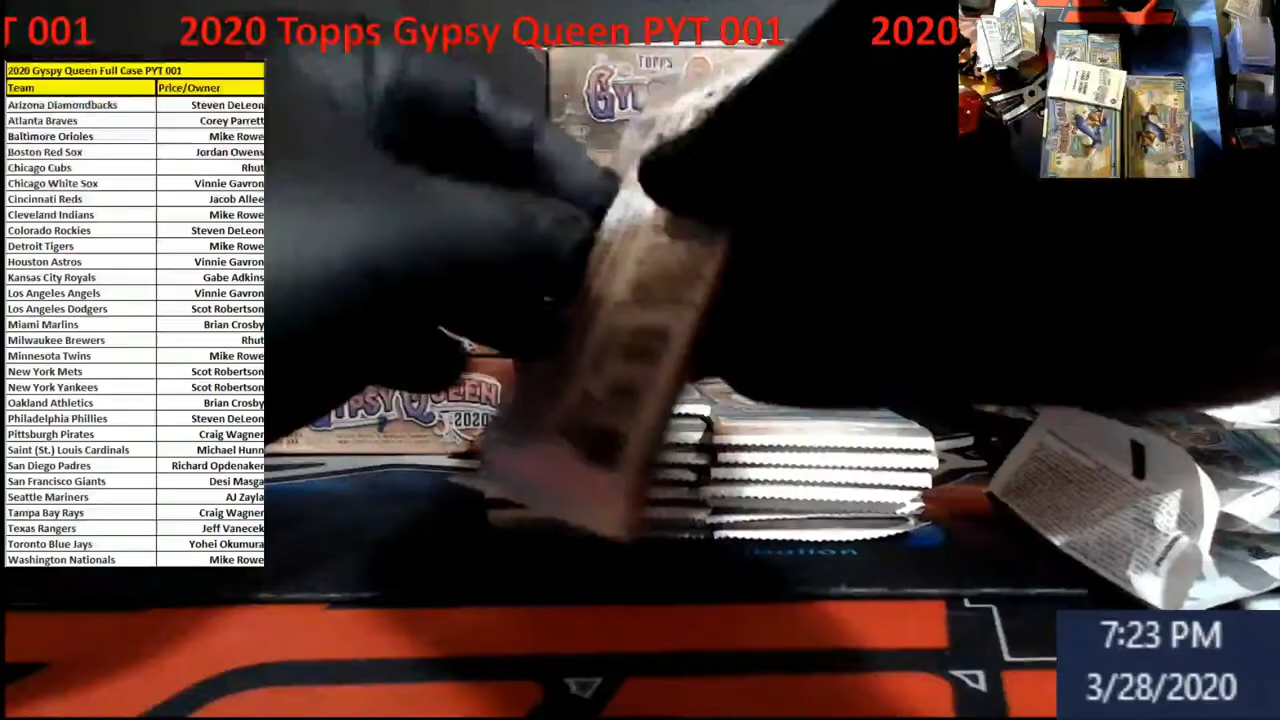 T 001 2020 Topps Gypsy Queen PYT 001 2020
2020 Gyspy Queen Full Case PYT 001
Team Price/Owner
Arizona Diamondbacks Steven DeLeon
Atlanta Braves Corey Parrett
Baltimore Orioles Mike Rowe
Boston Red Sox Jordan Owens
Chicago Cubs Rhut
Chicago White Sox Vinnie Gavron
Cincinnati Reds Jacob Allee
Cleveland Indians Mike Rowe
Colorado Rockies Steven DeLeon
Detroit Tigers Mike Rowe
Houston Astros Vinnie Gavron
Kansas City Royals Gabe Adkins
Los Angeles Angels Vinnie Gavron
Los Angeles Dodgers Scot Robertson
Miami Marlins Brian Crosby
Milwaukee Brewers Rhut
Minnesota Twins Mike Rowe
New York Mets Scot Robertson
New York Yankees Scot Robertson
Oakland Athletics Brian Crosby
Philadelphia Phillies Steven DeLeon
Pittsburgh Pirates Craig Wagner
Saint (St.) Louis Cardinals Michael Hunn
San Diego Padres Richard Opdenaker
San Francisco Giants Desi Masga
Seattle Mariners AJ Zayla
Tampa Bay Rays Craig Wagner
Texas Rangers Jeff Vanecek
Toronto Blue Jays Yohei Okumura
Washington Nationals Mike Rowe
TOPPS
GYPSY QUEEN
2020
7:23 PM
3/28/2020